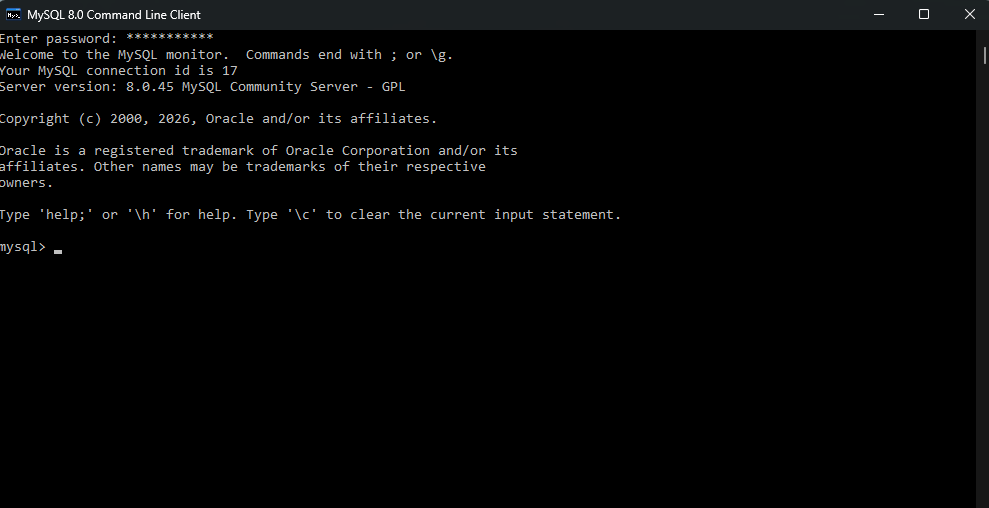 MySQL 8.0 Command Line Client
Enter password: ***********
Welcome to the MySQL monitor.  Commands end with ; or \g.
Your MySQL connection id is 17
Server version: 8.0.45 MySQL Community Server - GPL
Copyright (c) 2000, 2026, Oracle and/or its affiliates.
Oracle is a registered trademark of Oracle Corporation and/or its
affiliates. Other names may be trademarks of their respective
owners.
Type 'help;' or '\h' for help. Type '\c' to clear the current input statement.
mysql>